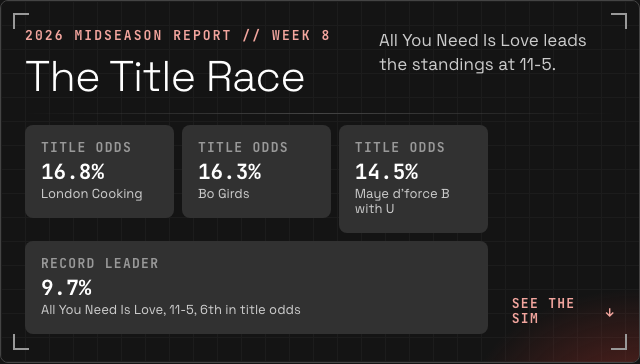 2026 MIDSEASON REPORT // WEEK 8
The Title Race
All You Need Is Love leads
the standings at 11-5.
TITLE ODDS
16.8%
London Cooking
TITLE ODDS
16.3%
Bo Girds
TITLE ODDS
14.5%
Maye d'force B
with U
RECORD LEADER
9.7%
All You Need Is Love, 11-5, 6th in title odds
SEE THE
SIM ↓